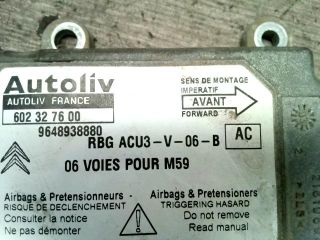 Autoliv
AUTOLIV FRANCE
602 32 76 00
9648938880
SENS DE MONTAGE
IMPERATIF
AVANT
FORWARD
RBG ACU3-V-06-B
AC
06 VOIES POUR M59
Airbags & Pretensionneurs
RISQUE DE DECLENCHEMENT
Consulter la notice
Ne pas démonter
Airbags & Pretensioners
TRIGGERING HASARD
Consult the manual
Do not remove